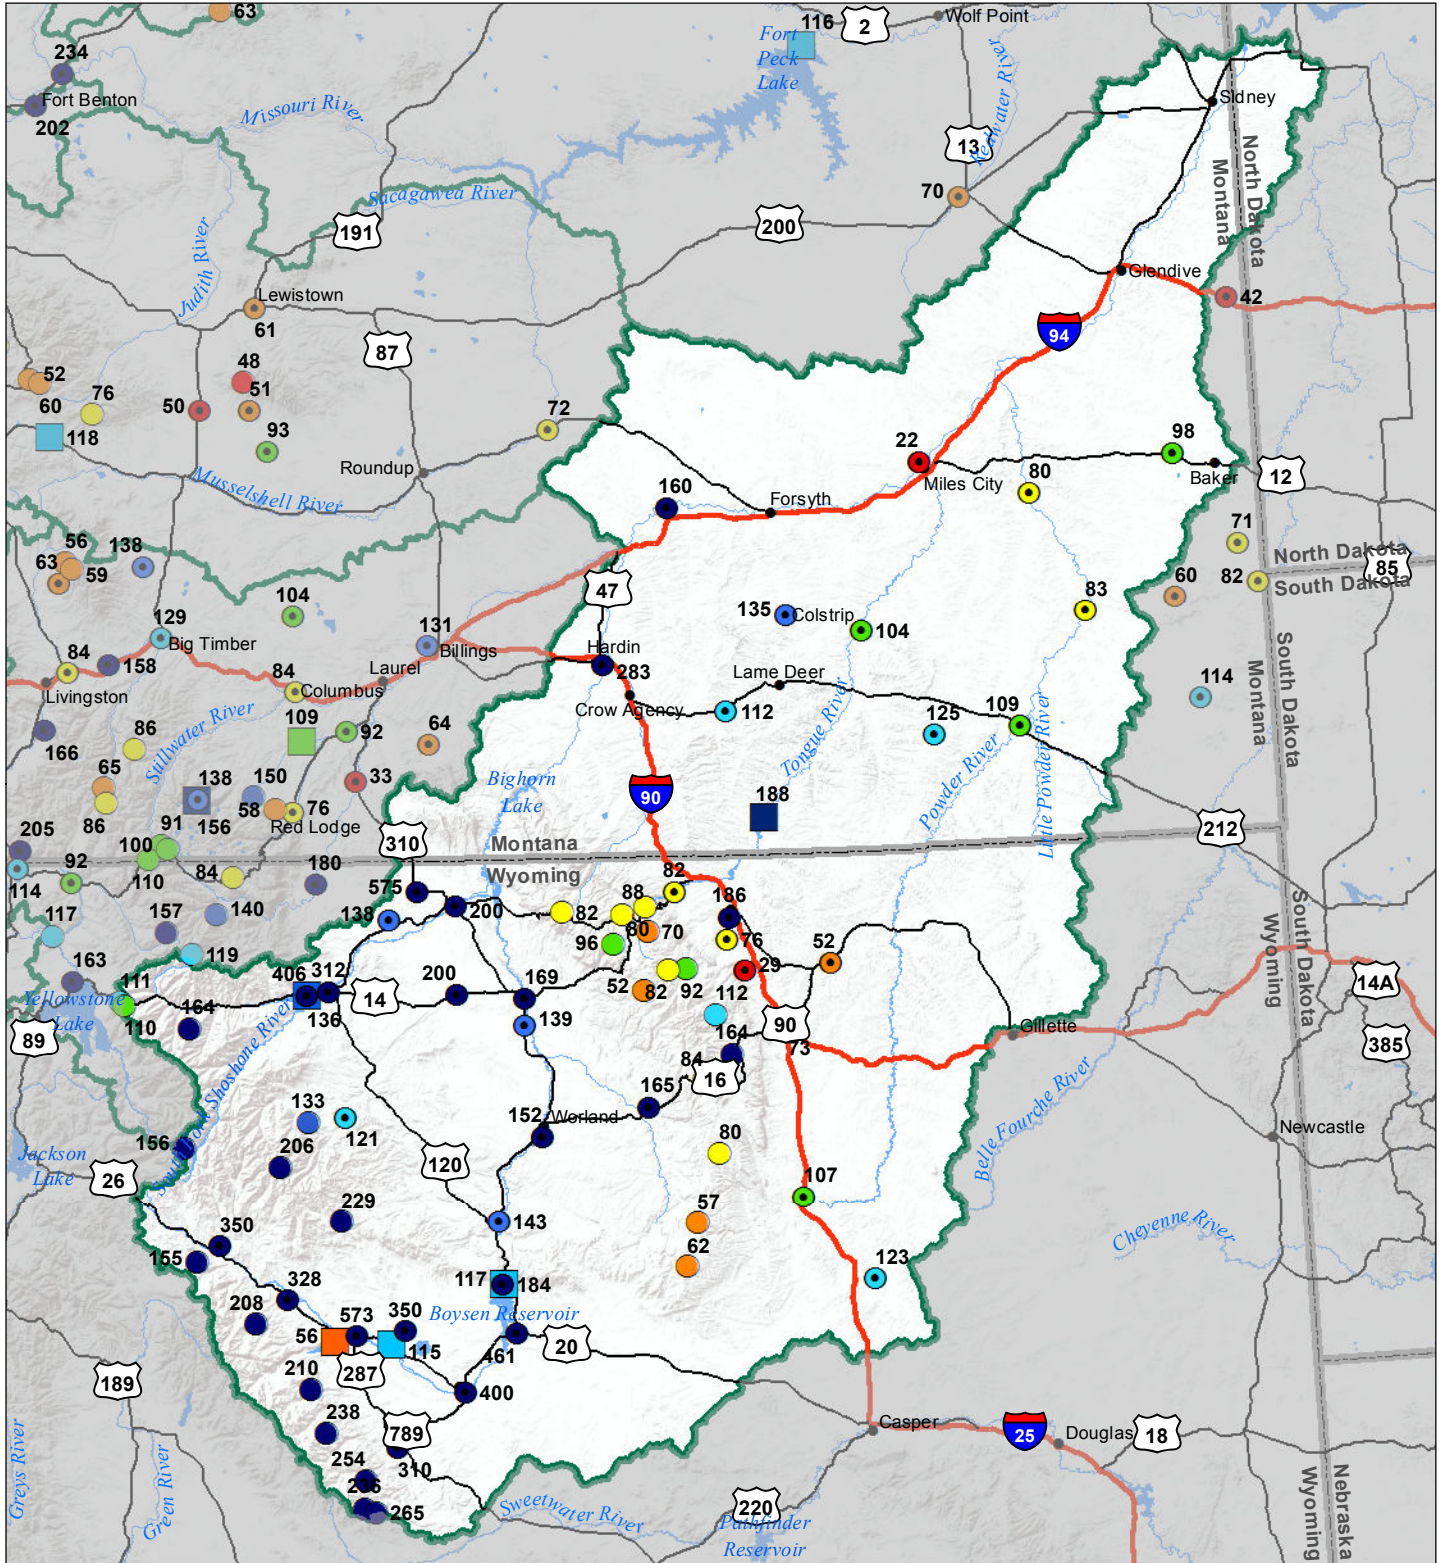 63
116
2
Wolf Point
Fort
Peck
Lake
234
Fort Benton
202
Missouri River
Redwater River
13
Sidney
North Dakota
Montana
70
Sacagawea River
191
200
Judith River
Glendive
42
Lewistown
61
94
87
52
48
51
76
50
60
118
93
72
22
98
Roundup
Miles City
80
Baker
12
Musselshell River
160
Forsyth
71
56
138
63
59
47
North Dakota
South Dakota
85
82
60
83
104
135
Colstrip
104
129
Big Timber
131
Billings
Hardin
283
84
158
Livingston
84
Columbus
Laurel
Lame Deer
South Dakota
Montana
114
Crow Agency
112
Tongue River
125
109
166
86
Stillwater River
109
92
64
Little Powder River
Powder River
65
86
138
156
150
58
76
Red Lodge
33
Bighorn
Lake
90
188
212
205
91
100
110
92
114
84
180
310
Montana
Wyoming
575
82
88
82
80
70
186
76
117
157
140
138
200
96
South Dakota
Wyoming
119
163
111
110
Yellowstone
Lake
164
406
312
136
14
200
169
139
52
82
92
29
112
52
14A
89
164
84
16
90
73
Gillette
385
South Fork Shoshone River
133
121
152
Worland
165
Belle Fourche River
Newcastle
156
206
Jackson
Lake
26
120
80
107
229
143
57
62
Cheyenne River
350
155
123
328
208
117
184
Boysen Reservoir
573
350
56
115
287
461
20
210
400
189
238
789
310
254
236
265
Casper
25
Douglas
18
Greys River
Green River
Sweetwater River
220
Pathfinder
Reservoir
Nebraska
Wyoming